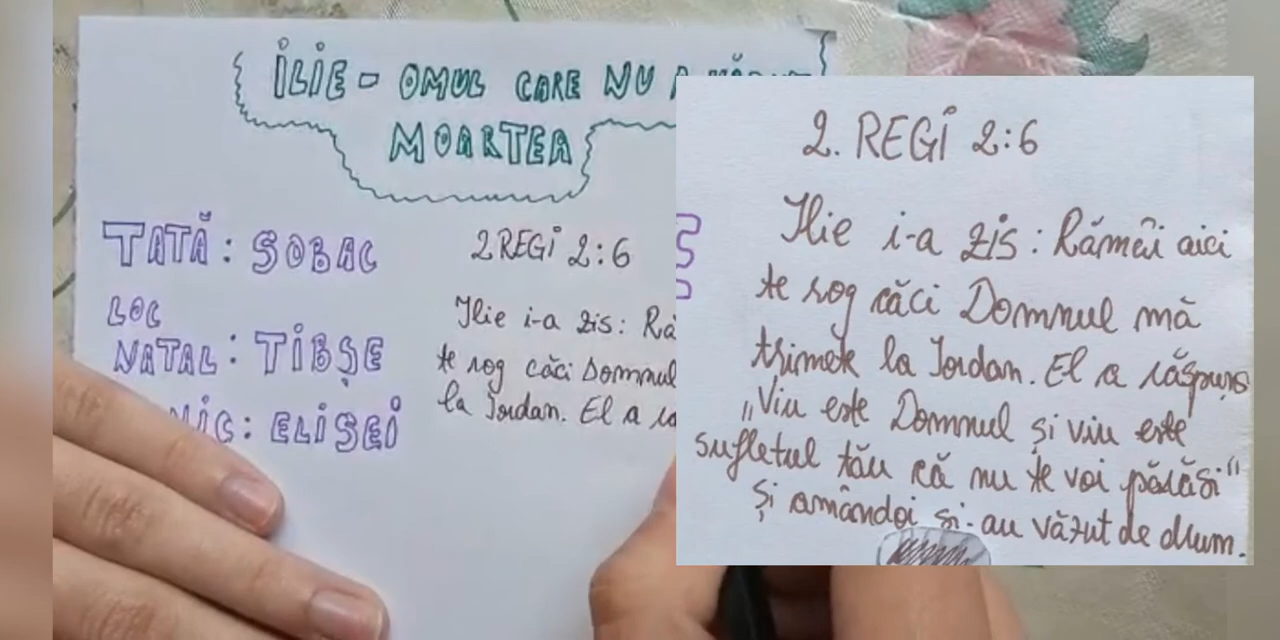 ILIE - OMUL CARE NU A
MOARTEA
TATĂ: SOBAC
LOC
NATAL: TIBȘE
ELISEI
2 REGI 2:6
Ilie i-a zis: Ră
te rog căci Domnul
la Iordan. El a
2. REGI 2:6
Ilie i-a zis: Rămâi aici
te rog căci Domnul mă
trimete la Iordan. El a răspuns
„Viu este Domnul și viu este
sufletul tău că nu te voi părăsi"
și amândoi și-au văzut de drum.